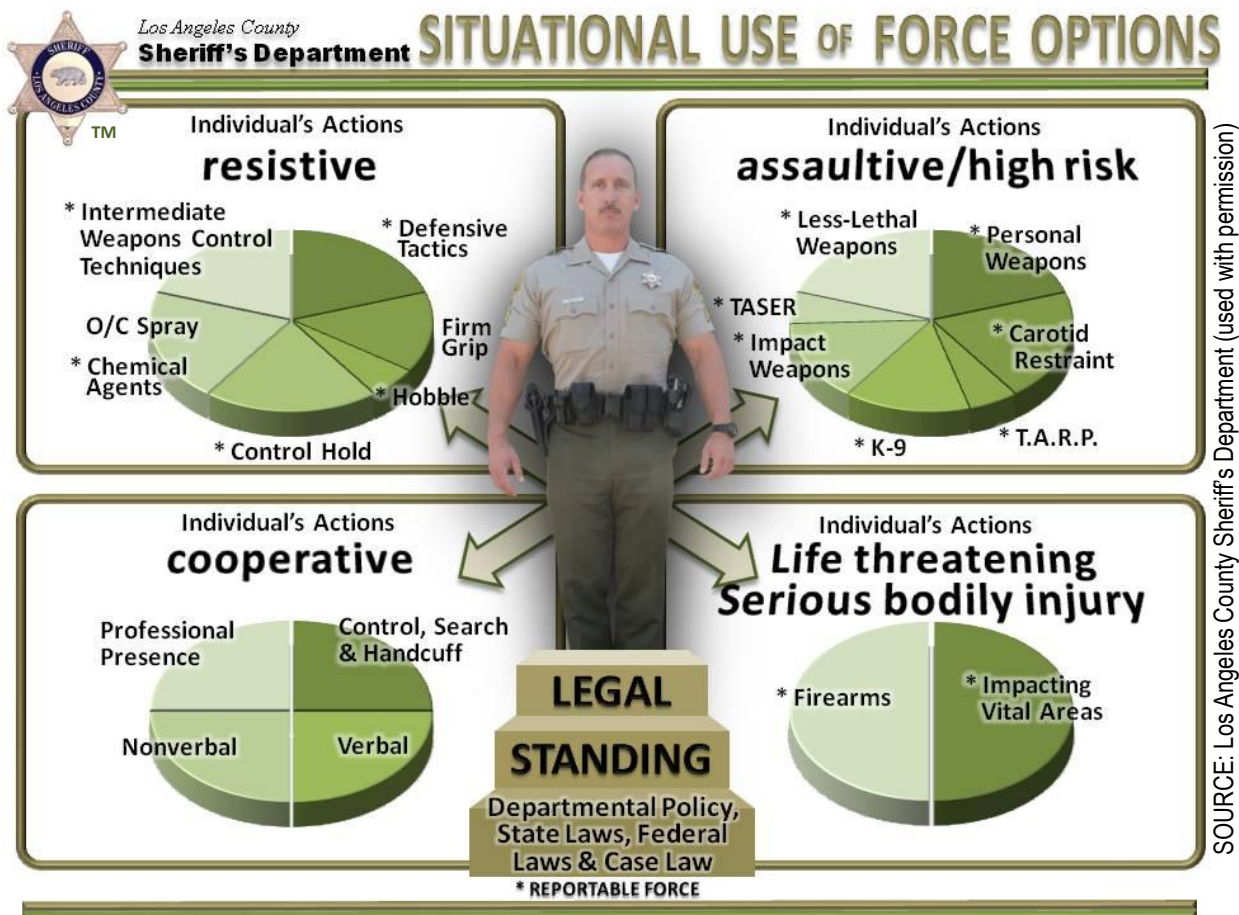 Los Angeles County
Sheriff's Department
SITUATIONAL USE OF FORCE OPTIONS
SHERIFF
LOS ANGELES COUNTY
TM
Individual's Actions
resistive
* Intermediate
Weapons Control
Techniques
* Defensive
Tactics
O/C Spray
Firm
Grip
* Chemical
Agents
* Hobble
* Control Hold
Individual's Actions
assaultive/high risk
* Less-Lethal
Weapons
* Personal
Weapons
* TASER
* Carotid
Restraint
* Impact
Weapons
* K-9
* T.A.R.P.
Individual's Actions
cooperative
Professional
Presence
Control, Search
& Handcuff
Nonverbal
Verbal
Individual's Actions
Life threatening
Serious bodily injury
* Firearms
* Impacting
Vital Areas
LEGAL
STANDING
Departmental Policy,
State Laws, Federal
Laws & Case Law
* REPORTABLE FORCE
SOURCE: Los Angeles County Sheriff's Department (used with permission)